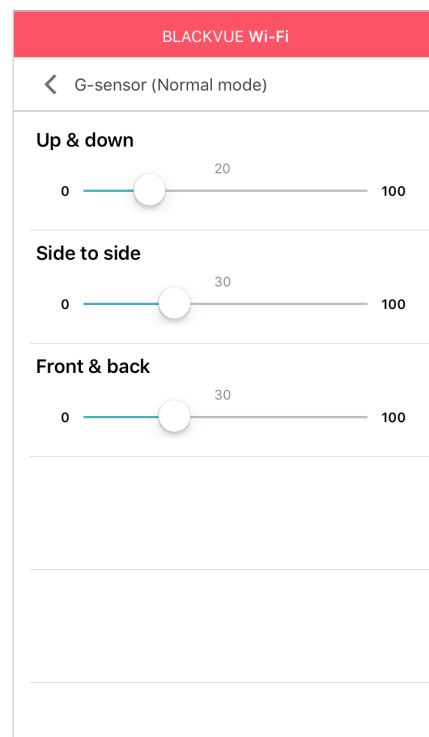 BLACKVUE Wi-Fi
G-sensor (Normal mode)
Up & down
20
0 100
Side to side
30
0 100
Front & back
30
0 100